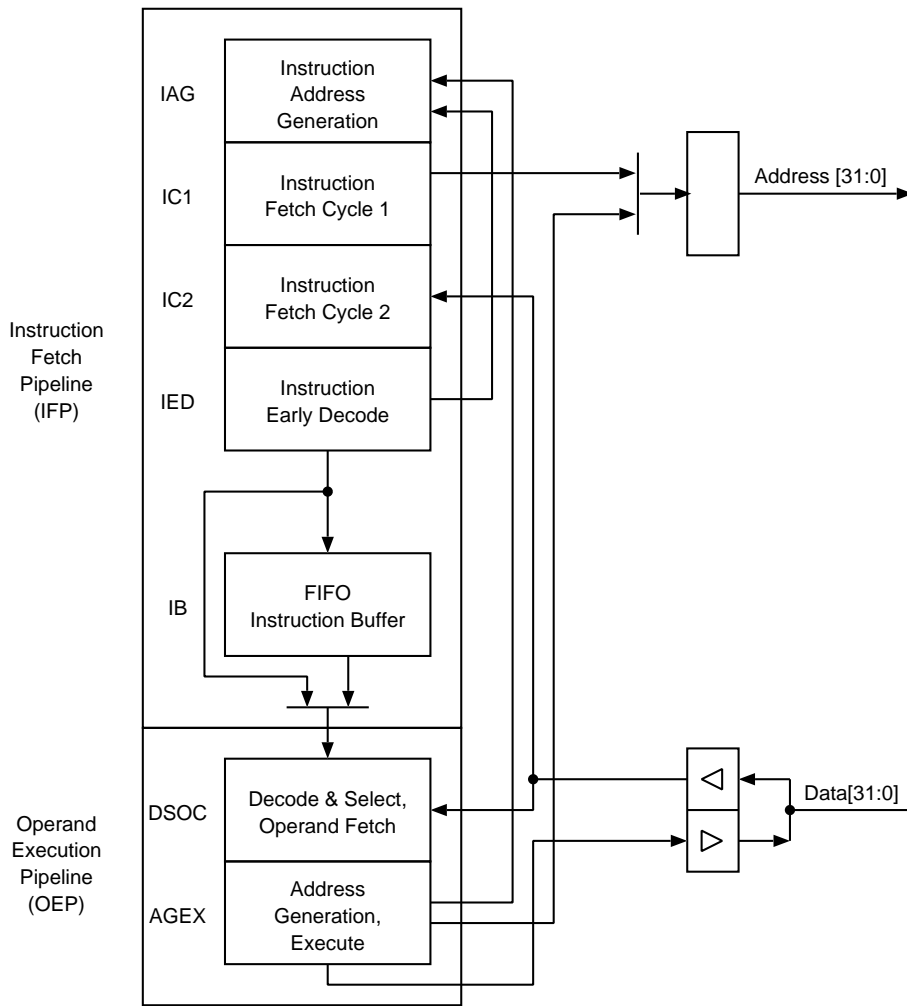 IAG
Instruction
Address
Generation
Address [31:0]
IC1
Instruction
Fetch Cycle 1
IC2
Instruction
Fetch Cycle 2
Instruction
Fetch
Pipeline
(IFP)
IED
Instruction
Early Decode
IB
FIFO
Instruction Buffer
DSOC
Decode & Select,
Operand Fetch
Data[31:0]
Operand
Execution
Pipeline
(OEP)
AGEX
Address
Generation,
Execute